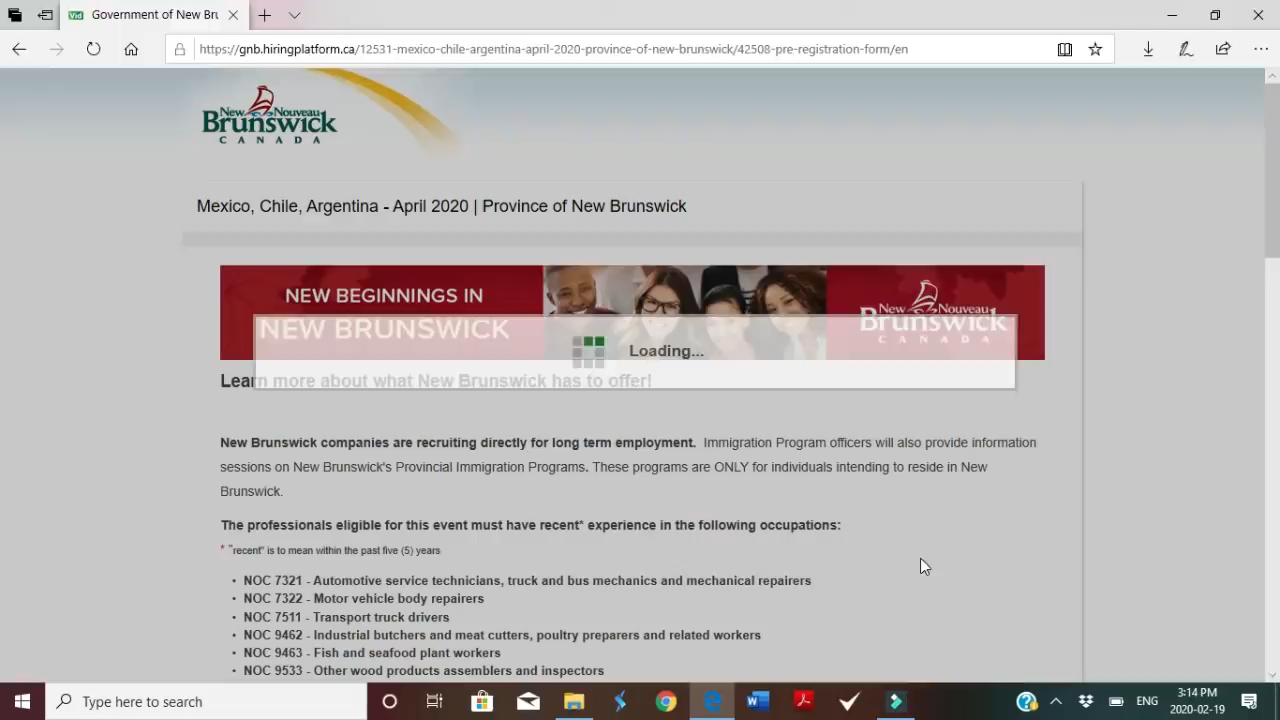 Vid Government of New Bru
https://gnb.hiringplatform.ca/12531-mexico-chile-argentina-april-2020-province-of-new-brunswick/42508-pre-registration-form/en
New Nouveau
Brunswick
CANADA
Mexico, Chile, Argentina - April 2020 | Province of New Brunswick
NEW BEGINNINGS IN
NEW BRUNSWICK
New Nouveau
Brunswick
CANADA
Loading...
Learn more about what New Brunswick has to offer!
New Brunswick companies are recruiting directly for long term employment. Immigration Program officers will also provide information
sessions on New Brunswick's Provincial Immigration Programs. These programs are ONLY for individuals intending to reside in New
Brunswick.
The professionals eligible for this event must have recent* experience in the following occupations:
* "recent" is to mean within the past five (5) years
• NOC 7321 - Automotive service technicians, truck and bus mechanics and mechanical repairers
• NOC 7322 - Motor vehicle body repairers
• NOC 7511 - Transport truck drivers
• NOC 9462 - Industrial butchers and meat cutters, poultry preparers and related workers
• NOC 9463 - Fish and seafood plant workers
• NOC 9533 - Other wood products assemblers and inspectors
Type here to search
ENG
3:14 PM
2020-02-19